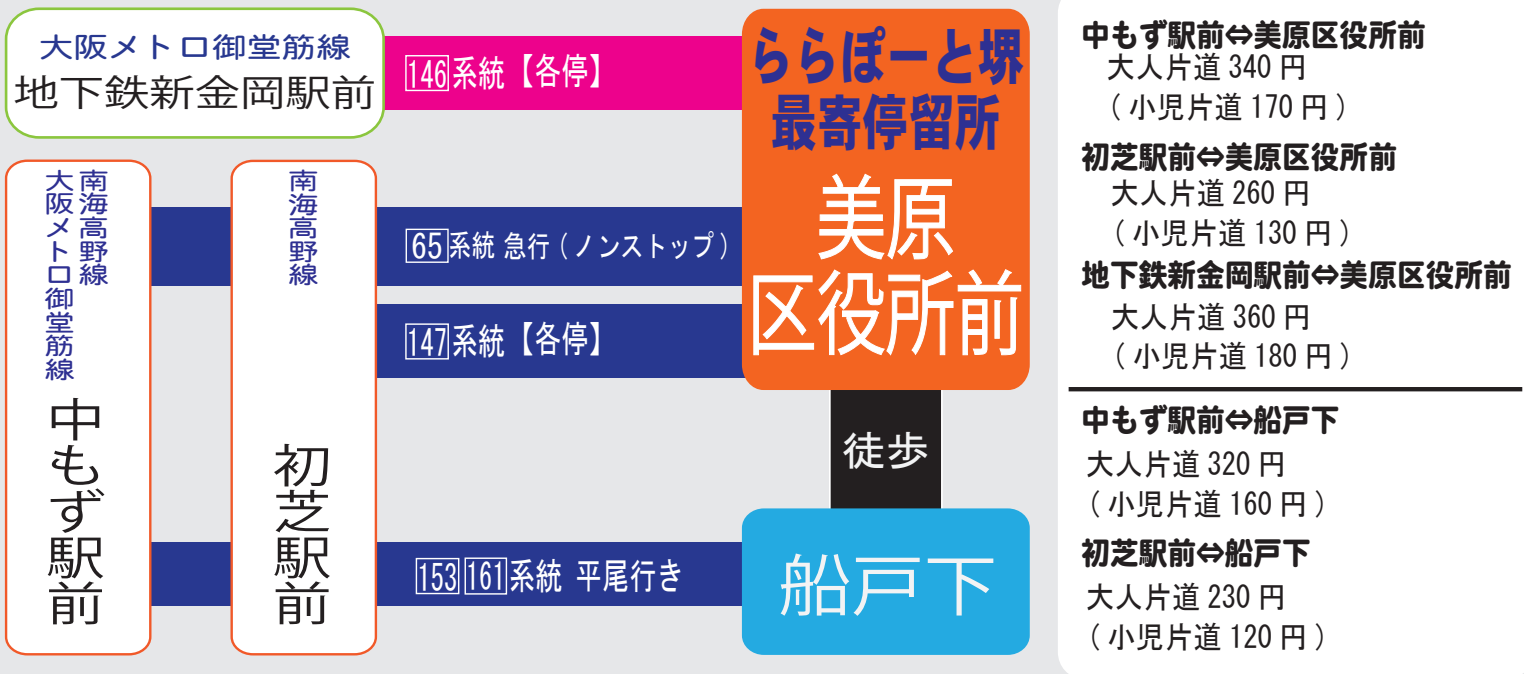 大阪メトロ御堂筋線
地下鉄新金岡駅前
146系統【各停】
南海高野線
大阪メトロ御堂筋線
中もず駅前
南海高野線
初芝駅前
65系統 急行(ノンストップ)
147系統【各停】
153 161系統 平尾行き
ららぽーと堺
最寄停留所
美原
区役所前
徒歩
船戸下
中もず駅前⇔美原区役所前
大人片道 340 円
(小児片道 170 円)
初芝駅前⇔美原区役所前
大人片道 260 円
(小児片道 130 円)
地下鉄新金岡駅前⇔美原区役所前
大人片道 360 円
(小児片道 180 円)
中もず駅前⇔船戸下
大人片道 320 円
(小児片道 160 円)
初芝駅前⇔船戸下
大人片道 230 円
(小児片道 120 円)